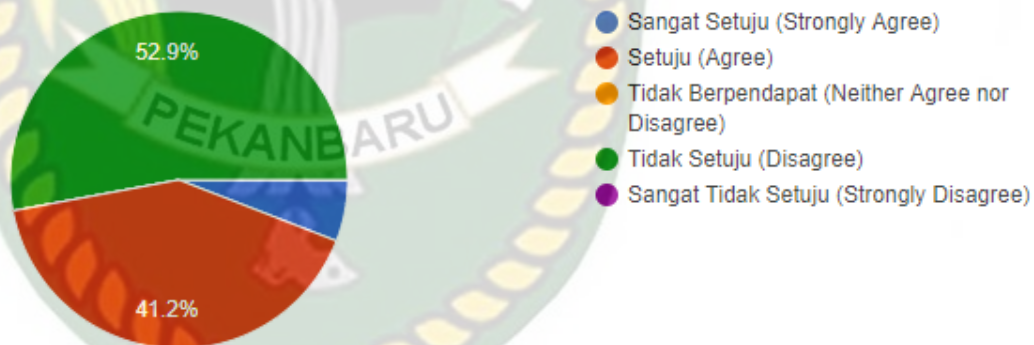 52.9%
41.2%
PEKANBARU
Sangat Setuju (Strongly Agree)
Setuju (Agree)
Tidak Berpendapat (Neither Agree nor
Disagree)
Tidak Setuju (Disagree)
Sangat Tidak Setuju (Strongly Disagree)